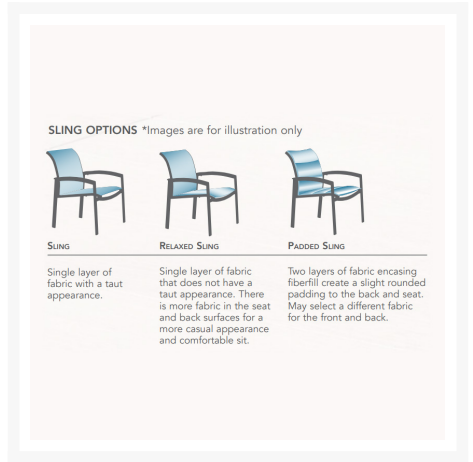 SLING OPTIONS *Images are for illustration only
SLING
RELAXED SLING
PADDED SLING
Single layer of
fabric with a taut
appearance.
Single layer of fabric
that does not have a
taut appearance. There
is more fabric in the seat
and back surfaces for a
more casual appearance
and comfortable sit.
Two layers of fabric encasing
fiberfill create a slight rounded
padding to the back and seat.
May select a different fabric
for the front and back.